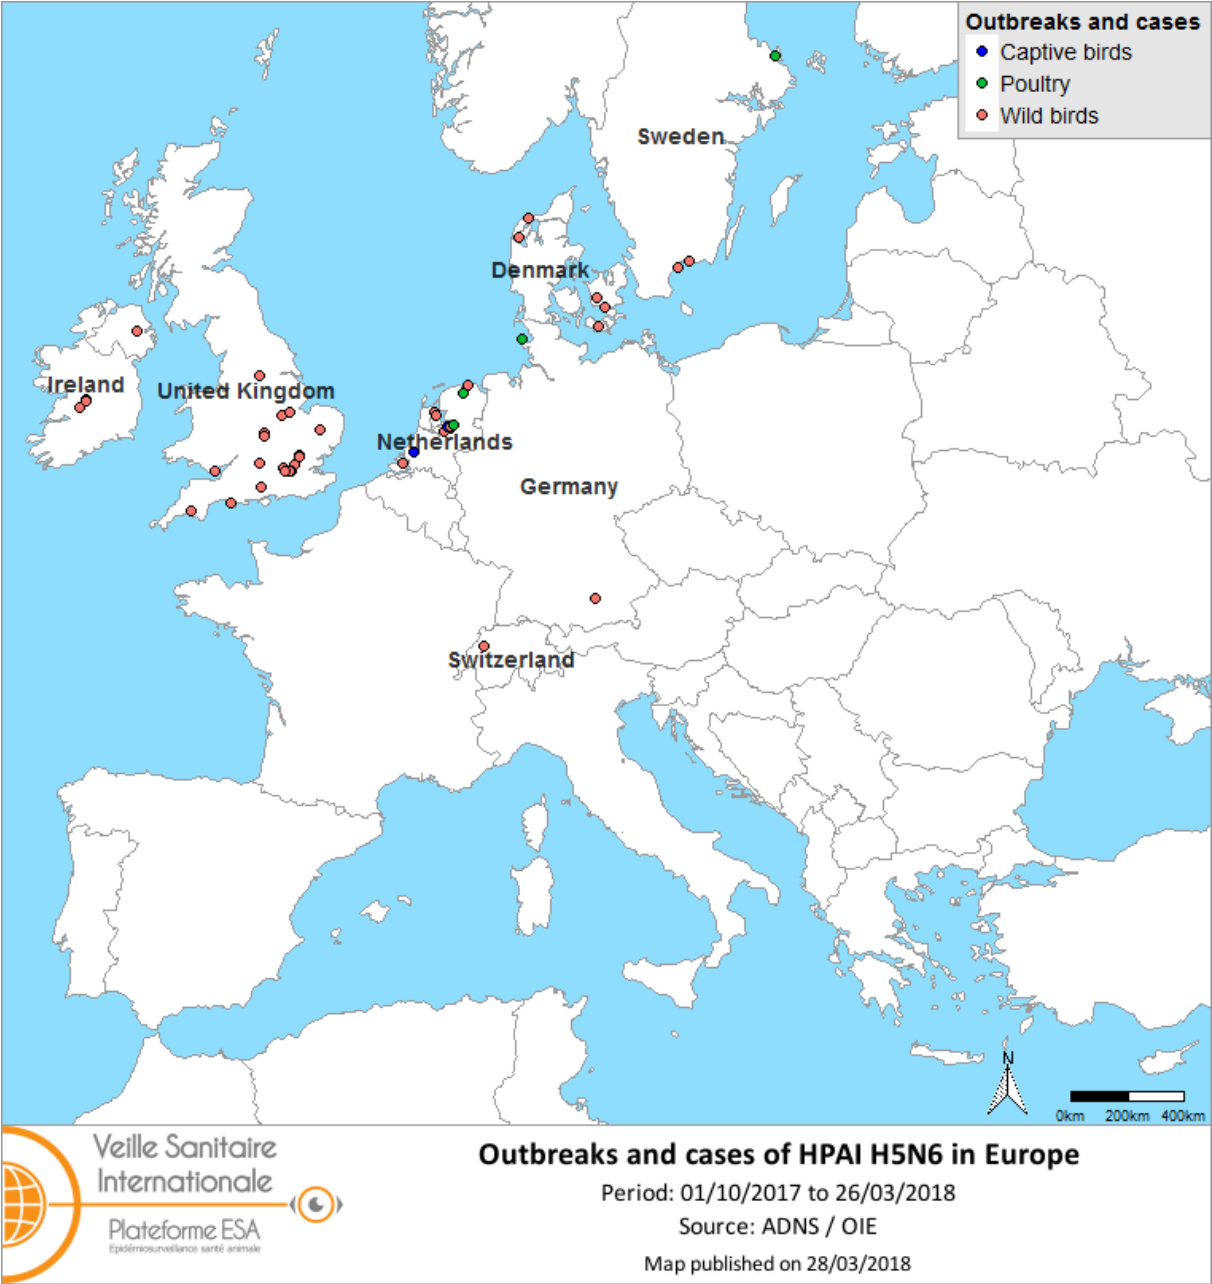 Outbreaks and cases
Captive birds
Poultry
Wild birds
Sweden
Denmark
Ireland
United Kingdom
Netherlands
Germany
Switzerland
N
0km 200km 400km
Veille Sanitaire
Internationale
Plateforme ESA
Epidémiosurveillance santé animale
Outbreaks and cases of HPAI H5N6 in Europe
Period: 01/10/2017 to 26/03/2018
Source: ADNS / OIE
Map published on 28/03/2018